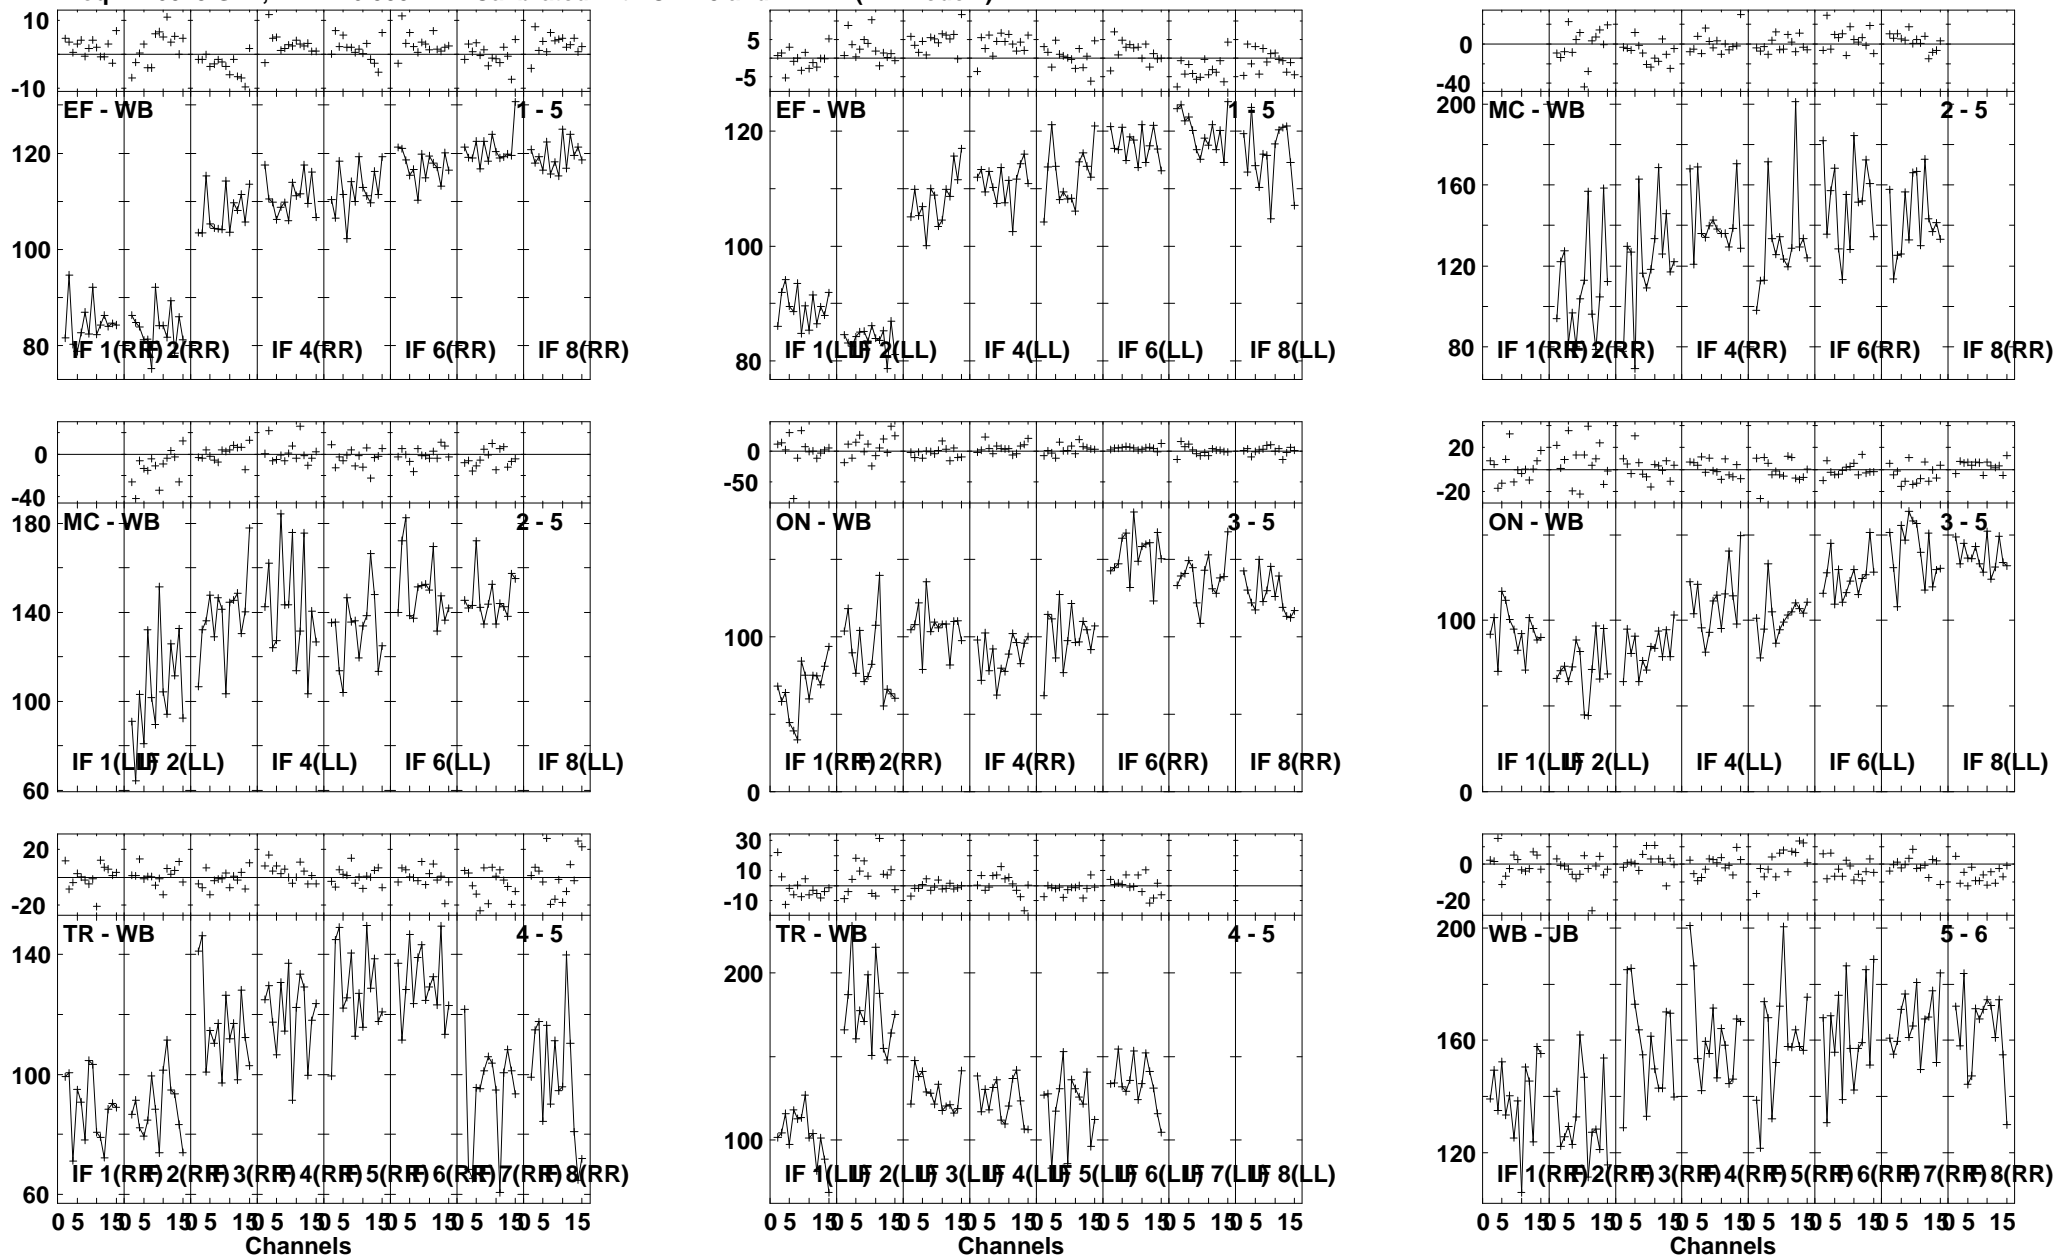 10
-10
EF - WB
1 - 5
120
100
80
IF 1(RR) IF 2(RR) IF 4(RR) IF 6(RR) IF 8(RR)
5
-5
EF - WB
1 - 5
120
100
80
IF 1(LL) IF 2(LL) IF 4(LL) IF 6(LL) IF 8(LL)
0
-40
MC - WB
2 - 5
200
160
120
80
IF 1(RR) IF 2(RR) IF 4(RR) IF 6(RR) IF 8(RR)
0
-40
MC - WB
2 - 5
180
140
100
60
IF 1(LL) IF 2(LL) IF 4(LL) IF 6(LL) IF 8(LL)
0
-50
ON - WB
3 - 5
100
0
IF 1(RR) IF 2(RR) IF 4(RR) IF 6(RR) IF 8(RR)
20
-20
ON - WB
3 - 5
100
0
IF 1(LL) IF 2(LL) IF 4(LL) IF 6(LL) IF 8(LL)
20
-20
TR - WB
4 - 5
140
100
60
IF 1(RR) IF 2(RR) IF 3(RR) IF 4(RR) IF 5(RR) IF 6(RR) IF 7(RR) IF 8(RR)
0 5 15 0 5 15 0 5 15 0 5 15 0 5 15 0 5 15 0 5 15 0 5 15
Channels
30
10
-10
TR - WB
4 - 5
200
100
IF 1(LL) IF 2(LL) IF 3(LL) IF 4(LL) IF 5(LL) IF 6(LL) IF 7(LL) IF 8(LL)
0 5 15 0 5 15 0 5 15 0 5 15 0 5 15 0 5 15 0 5 15 0 5 15
Channels
0
-20
WB - JB
5 - 6
200
160
120
IF 1(RR) IF 2(RR) IF 3(RR) IF 4(RR) IF 5(RR) IF 6(RR) IF 7(RR) IF 8(RR)
0 5 15 0 5 15 0 5 15 0 5 15 0 5 15 0 5 15 0 5 15 0 5 15
Channels